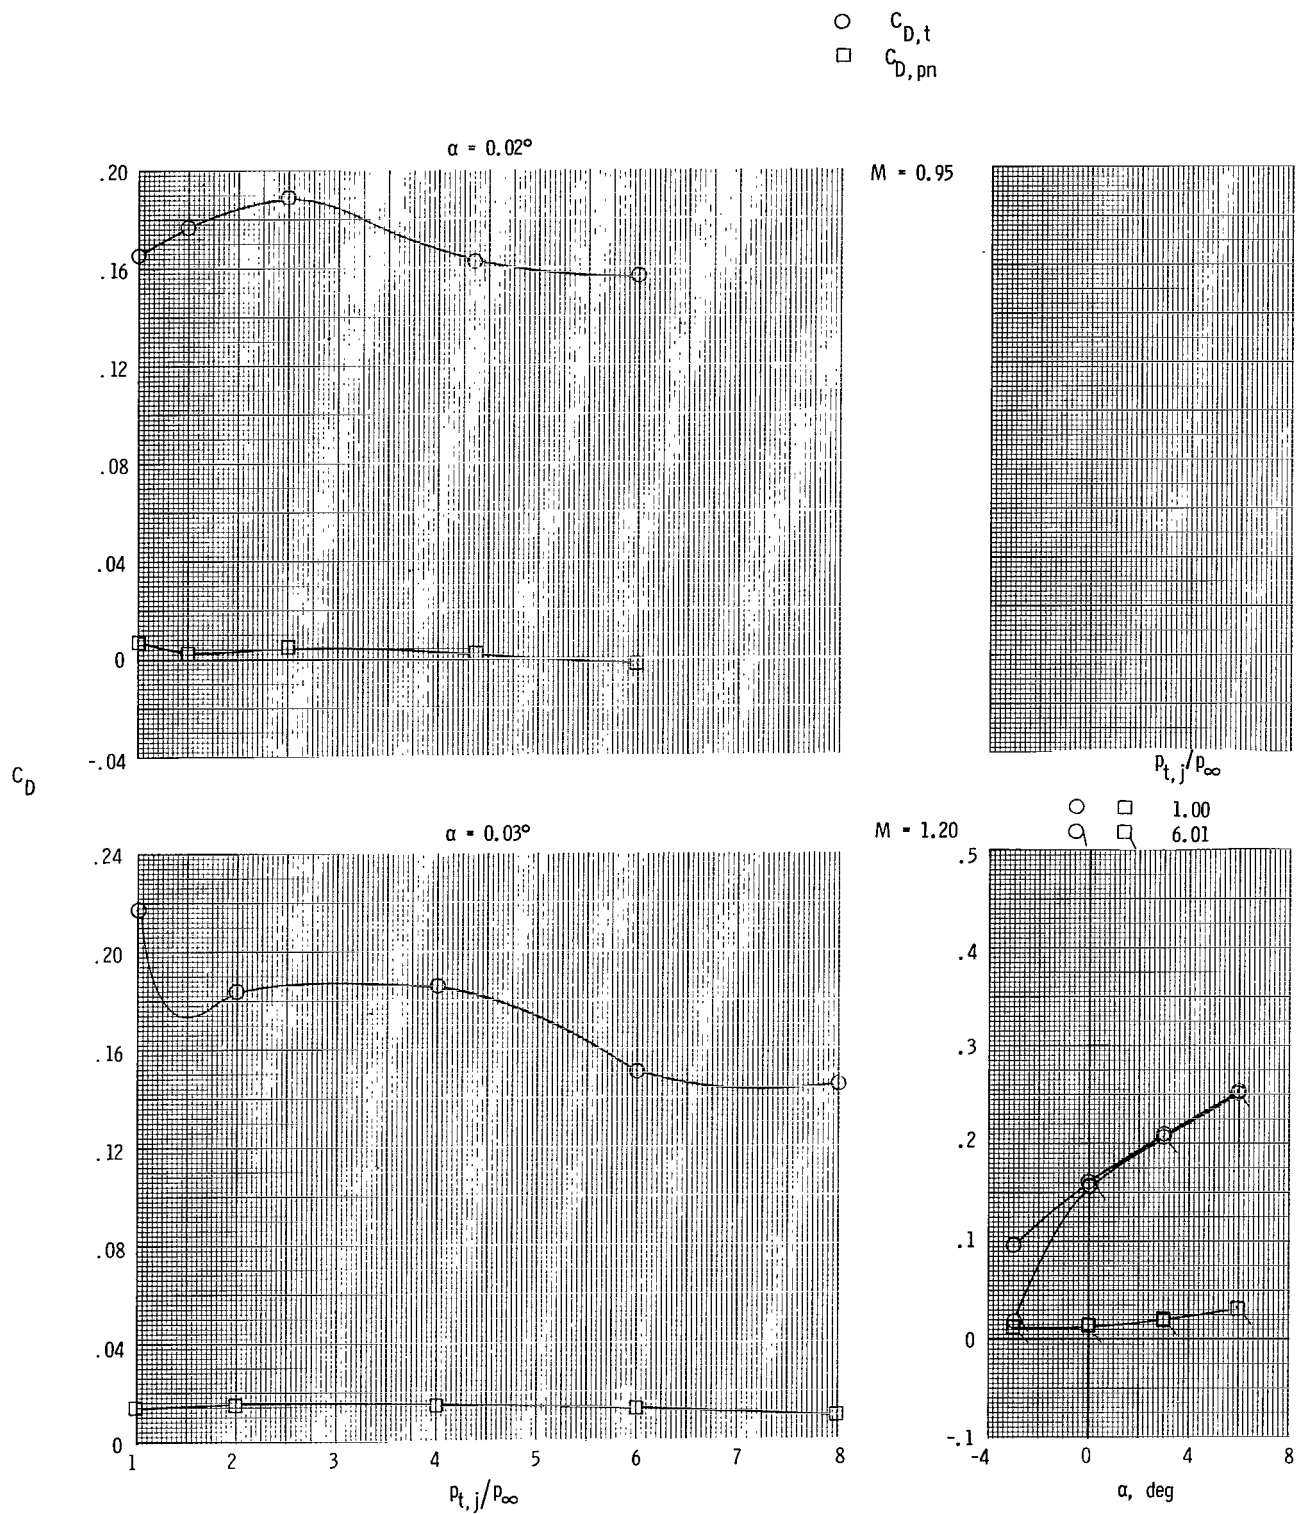 C_D,t
C_D,pn
α = 0.02°
M = 0.95
.20
.16
.12
.08
.04
0
-.04
C_D
p_t,j/p_∞
1.00
6.01
α = 0.03°
M = 1.20
.24
.20
.16
.12
.08
.04
0
1 2 3 4 5 6 7 8
p_t,j/p_∞
.5
.4
.3
.2
.1
0
-.1
-4 0 4 8
α, deg